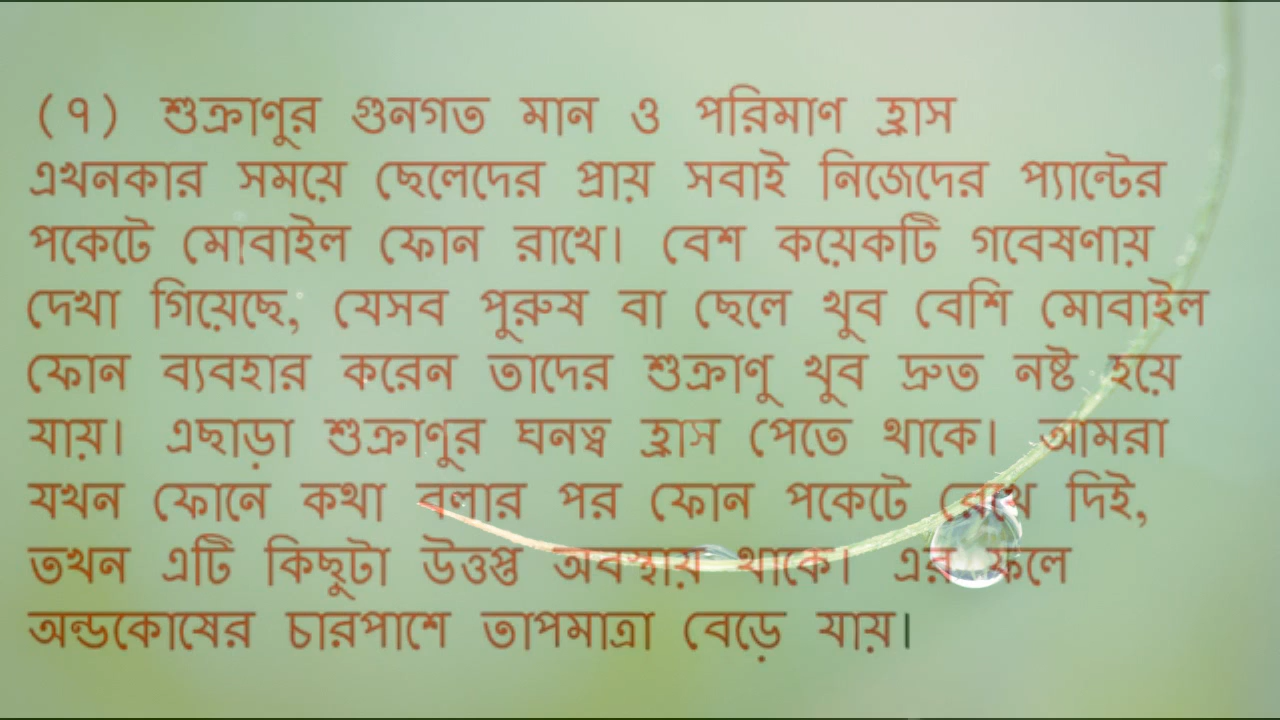 (৭) শুক্রাণুর গুনগত মান ও পরিমাণ হ্রাস
এখনকার সময়ে ছেলেদের প্রায় সবাই নিজেদের প্যান্টের
পকেটে মোবাইল ফোন রাখে। বেশ কয়েকটি গবেষণায়
দেখা গিয়েছে, যেসব পুরুষ বা ছেলে খুব বেশি মোবাইল
ফোন ব্যবহার করেন তাদের শুক্রাণু খুব দ্রুত নষ্ট হয়ে
যায়। এছাড়া শুক্রাণুর ঘনত্ব হ্রাস পেতে থাকে। আমরা
যখন ফোনে কথা বলার পর ফোন পকেটে রেখে দিই,
তখন এটি কিছুটা উত্তপ্ত অবস্থায় থাকে। এর ফলে
অন্ডকোষের চারপাশে তাপমাত্রা বেড়ে যায়।